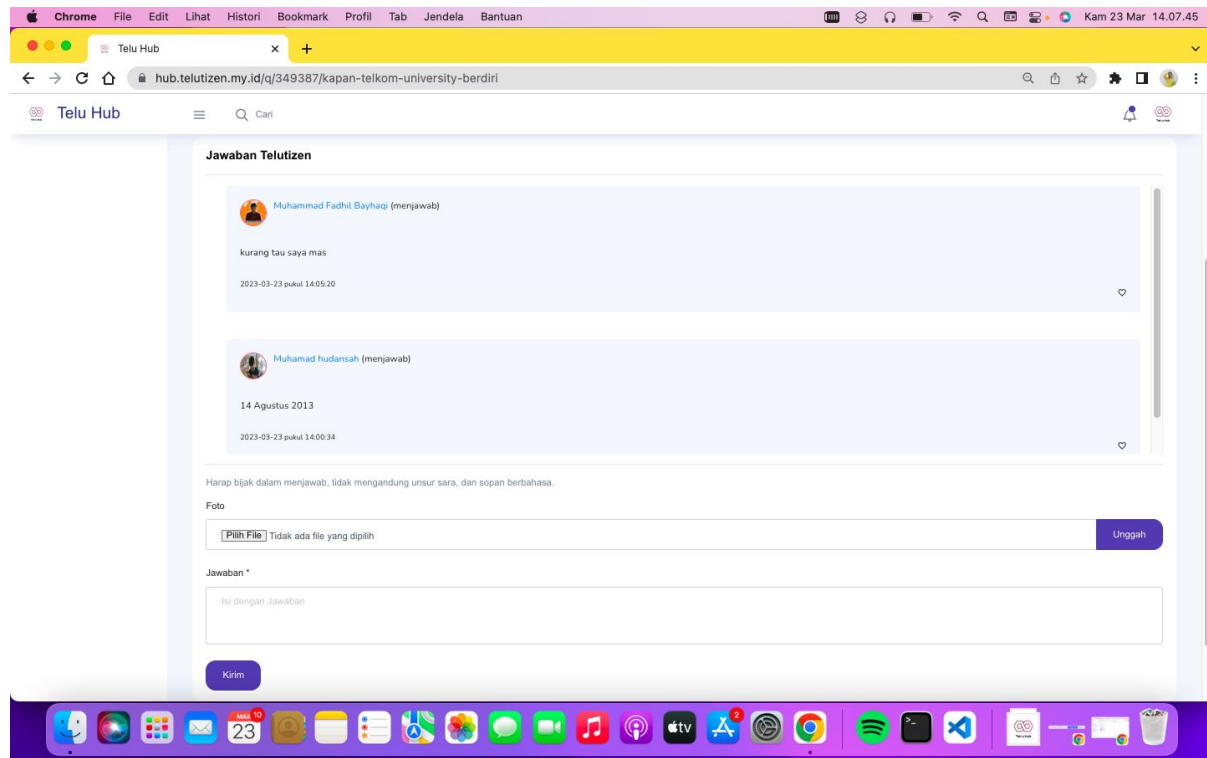 Chrome File Edit Lihat Histori Bookmark Profil Tab Jendela Bantuan Kam 23 Mar 14.07.45
Telu Hub
hub.telutizen.my.id/q/349387/kapan-telkom-university-berdiri
Telu Hub Cari
Jawaban Telutizen
Muhammad Fadhil Bayhaqi (menjawab)
kurang tau saya mas
2023-03-23 pukul 14:05:20
Muhamad hudansah (menjawab)
14 Agustus 2013
2023-03-23 pukul 14:00:34
Harap bijak dalam menjawab, tidak mengandung unsur sara, dan sopan berbahasa.
Foto
Pilih File Tidak ada file yang dipilih Unggah
Jawaban *
Isi dengan Jawaban
Kirim
MAR 10 23 tv 2